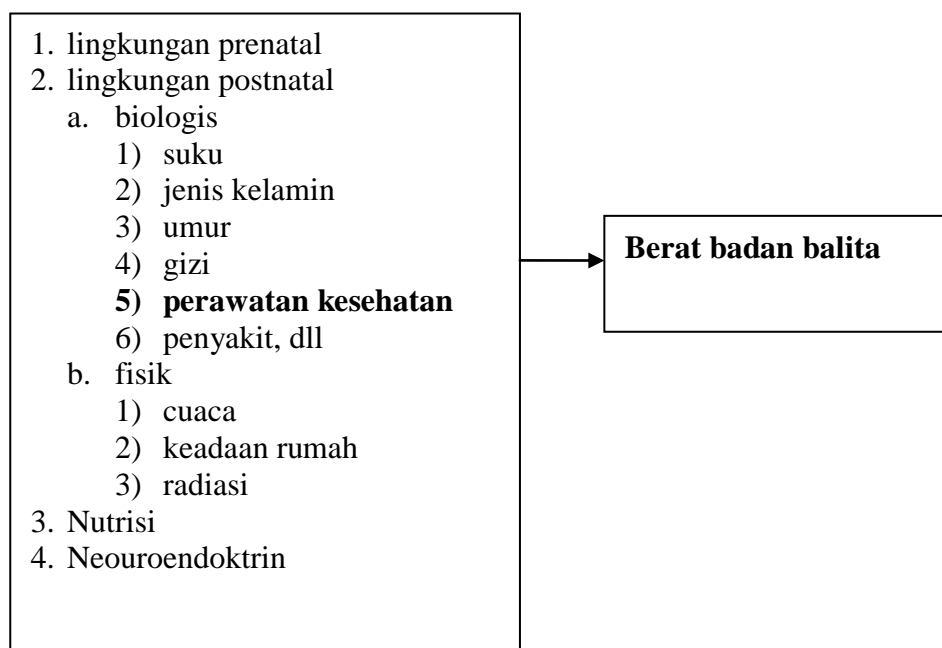 1. lingkungan prenatal
2. lingkungan postnatal
a. biologis
1) suku
2) jenis kelamin
3) umur
4) gizi
5) perawatan kesehatan
6) penyakit, dll
b. fisik
1) cuaca
2) keadaan rumah
3) radiasi
3. Nutrisi
4. Neouroendoktrin
Berat badan balita